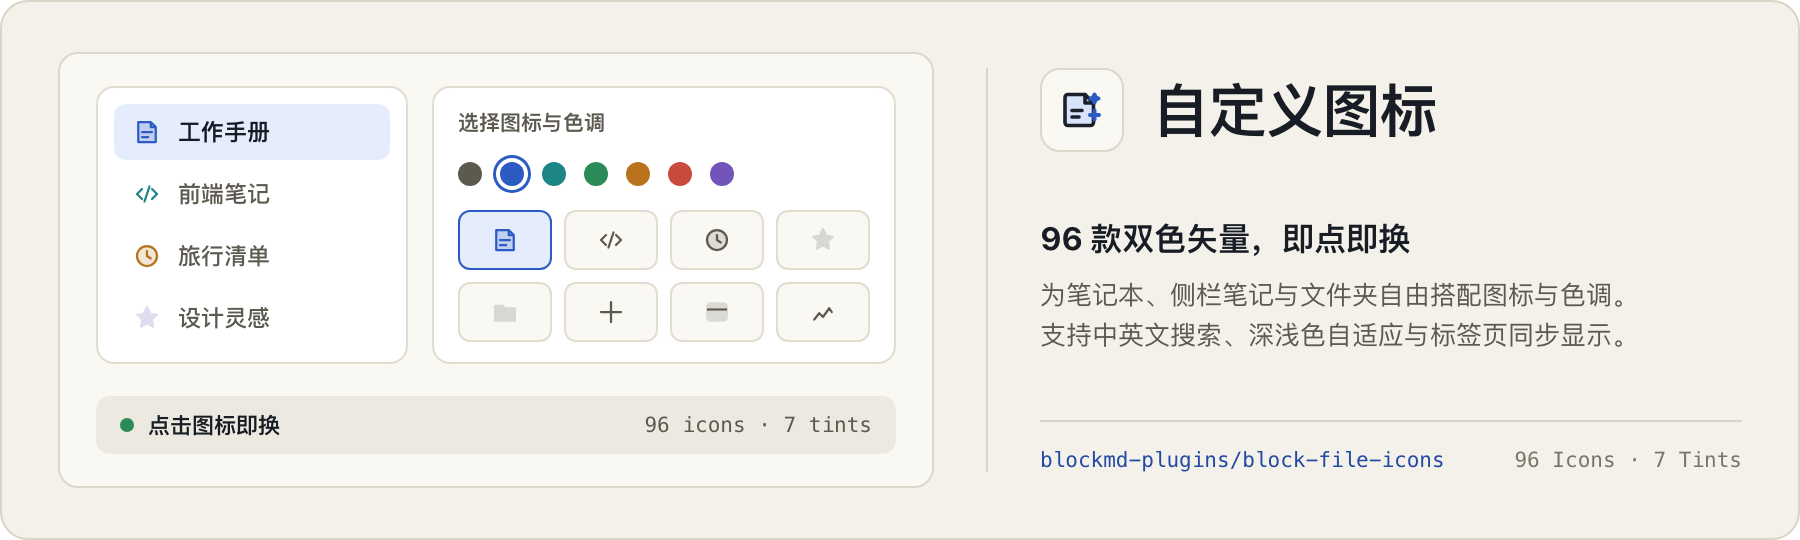 工作手册
前端笔记
旅行清单
设计灵感
选择图标与色调
点击图标即换
96 icons · 7 tints
自定义图标
96 款双色矢量，即点即换
为笔记本、侧栏笔记与文件夹自由搭配图标与色调。
支持中英文搜索、深浅色自适应与标签页同步显示。
blockmd-plugins/block-file-icons
96 Icons · 7 Tints